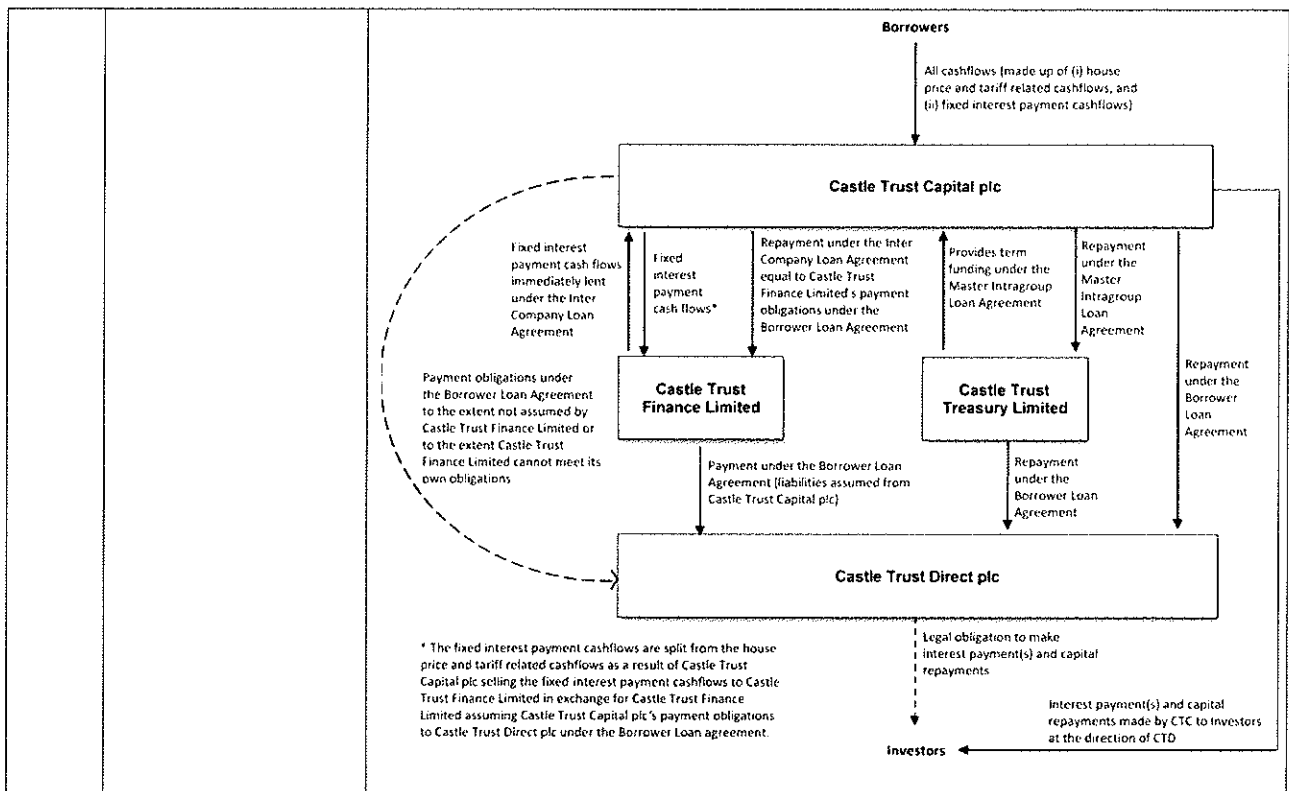 Borrowers
All cashflows (made up of (i) house
price and tariff related cashflows, and
(ii) fixed interest payment cashflows)
Castle Trust Capital plc
Fixed interest
payment cash flows
immediately lent
under the Inter
Company Loan
Agreement
Fixed
interest
payment
cash flows*
Repayment under the Inter
Company Loan Agreement
equal to Castle Trust
Finance Limited's payment
obligations under the
Borrower Loan Agreement
Provides term
funding under the
Master Intragroup
Loan Agreement
Repayment
under the
Master
Intragroup
Loan
Agreement
Repayment
under the
Borrower
Loan
Agreement
Payment obligations under
the Borrower Loan Agreement
to the extent not assumed by
Castle Trust Finance Limited or
to the extent Castle Trust
Finance Limited cannot meet its
own obligations
Castle Trust
Finance Limited
Castle Trust
Treasury Limited
Payment under the Borrower Loan
Agreement (liabilities assumed from
Castle Trust Capital plc)
Repayment
under the
Borrower Loan
Agreement
Castle Trust Direct plc
Legal obligation to make
interest payment(s) and capital
repayments
* The fixed interest payment cashflows are split from the house
price and tariff related cashflows as a result of Castle Trust
Capital plc selling the fixed interest payment cashflows to Castle
Trust Finance Limited in exchange for Castle Trust Finance
Limited assuming Castle Trust Capital plc's payment obligations
to Castle Trust Direct plc under the Borrower Loan agreement.
Interest payment(s) and capital
repayments made by CTC to Investors
at the direction of CTD
Investors